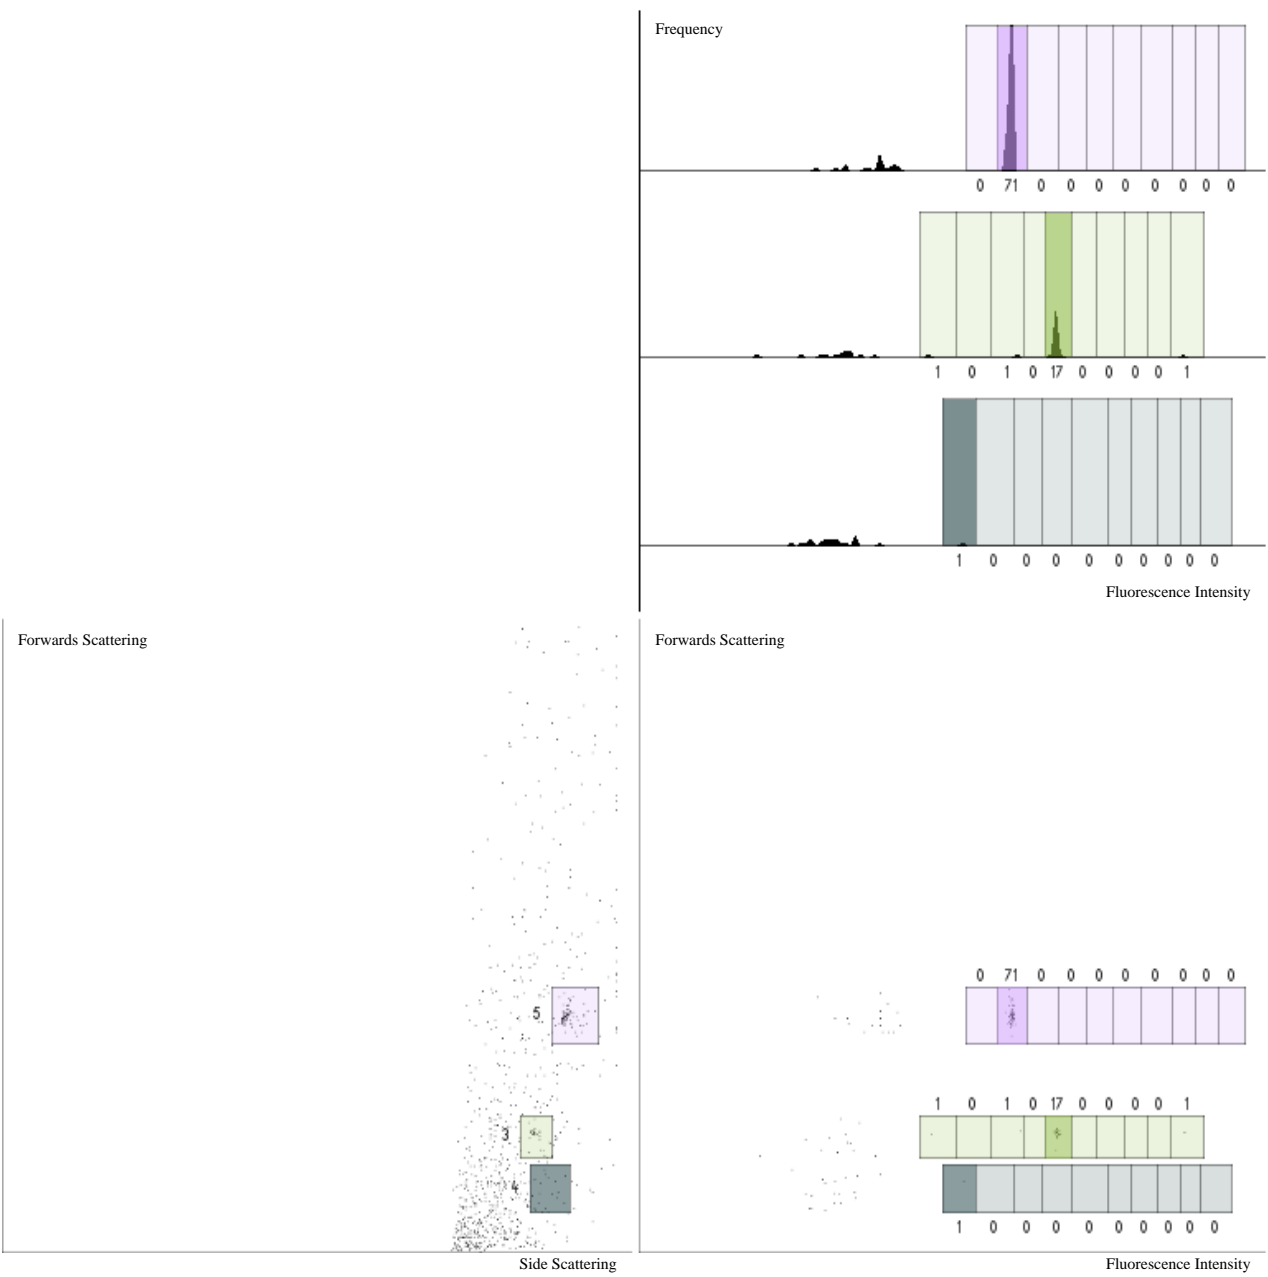 Frequency
0 71 0 0 0 0 0 0 0 0
1 0 1 0 17 0 0 0 0 1
1 0 0 0 0 0 0 0 0 0
Fluorescence Intensity
Forwards Scattering
5
3
4
Side Scattering
Forwards Scattering
0 71 0 0 0 0 0 0 0 0
1 0 1 0 17 0 0 0 0 1
1 0 0 0 0 0 0 0 0 0
Fluorescence Intensity